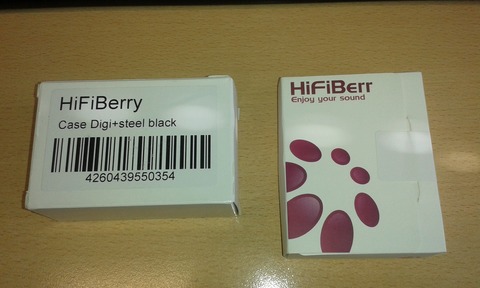 HiFiBerry
Case Digi+steel black
4260439550354
HiFiBerr
Enjoy your sound